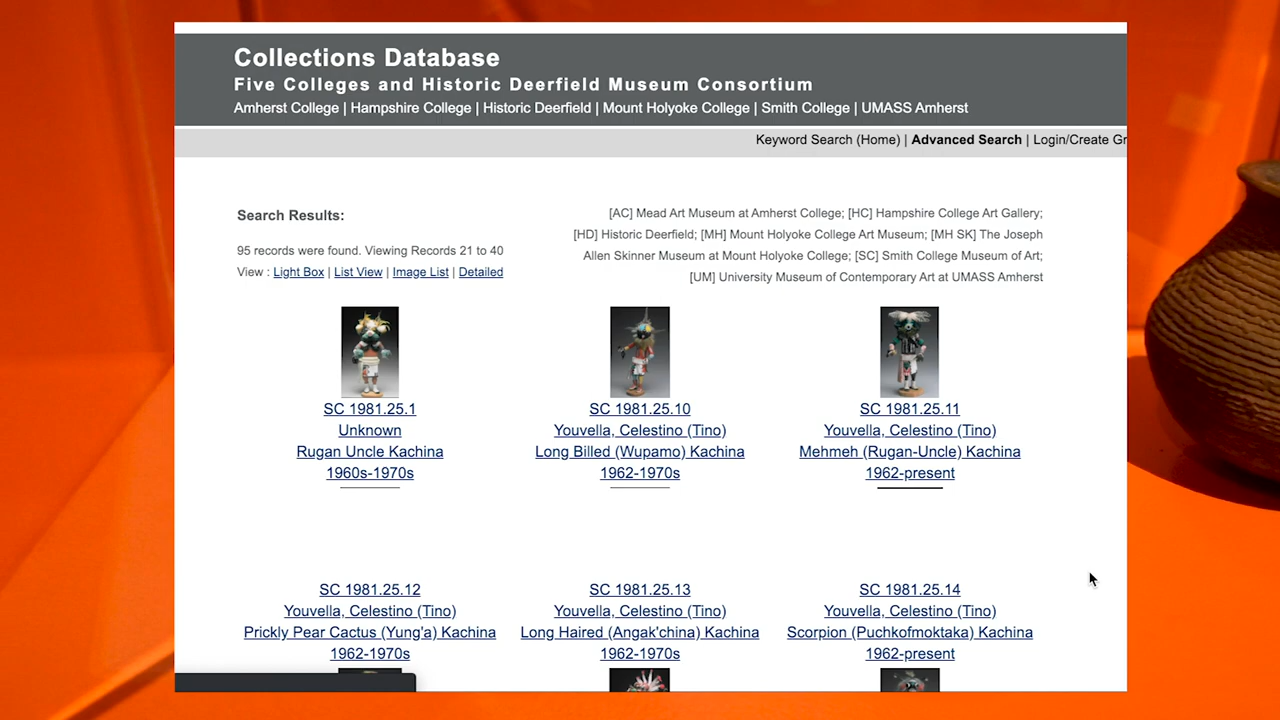 Collections Database
Five Colleges and Historic Deerfield Museum Consortium
Amherst College | Hampshire College | Historic Deerfield | Mount Holyoke College | Smith College | UMASS Amherst
Keyword Search (Home) | Advanced Search | Login/Create Gr
Search Results:
95 records were found. Viewing Records 21 to 40
View : Light Box | List View | Image List | Detailed
[AC] Mead Art Museum at Amherst College; [HC] Hampshire College Art Gallery;
[HD] Historic Deerfield; [MH] Mount Holyoke College Art Museum; [MH SK] The Joseph
Allen Skinner Museum at Mount Holyoke College; [SC] Smith College Museum of Art;
[UM] University Museum of Contemporary Art at UMASS Amherst
SC 1981.25.1
Unknown
Rugan Uncle Kachina
1960s-1970s
SC 1981.25.10
Youvella, Celestino (Tino)
Long Billed (Wupamo) Kachina
1962-1970s
SC 1981.25.11
Youvella, Celestino (Tino)
Mehmeh (Rugan-Uncle) Kachina
1962-present
SC 1981.25.12
Youvella, Celestino (Tino)
Prickly Pear Cactus (Yung'a) Kachina
1962-1970s
SC 1981.25.13
Youvella, Celestino (Tino)
Long Haired (Angak'china) Kachina
1962-1970s
SC 1981.25.14
Youvella, Celestino (Tino)
Scorpion (Puchkofmoktaka) Kachina
1962-present